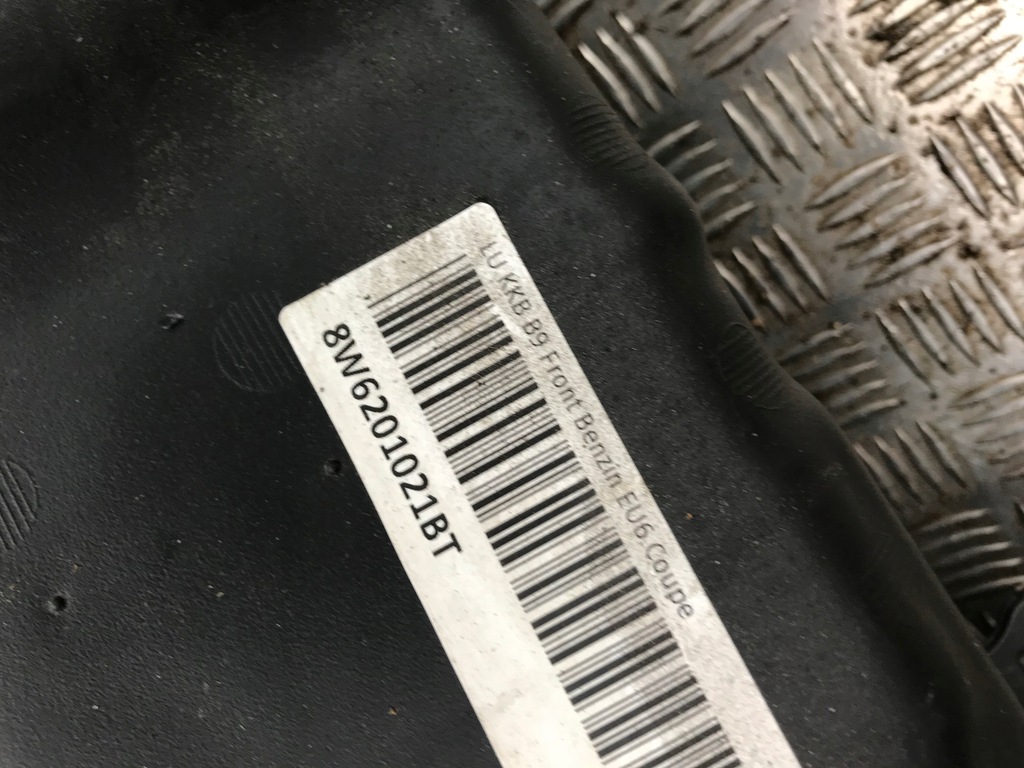 LU KKB B9 Front Benzin EU6 Coupe
8W6201021BT